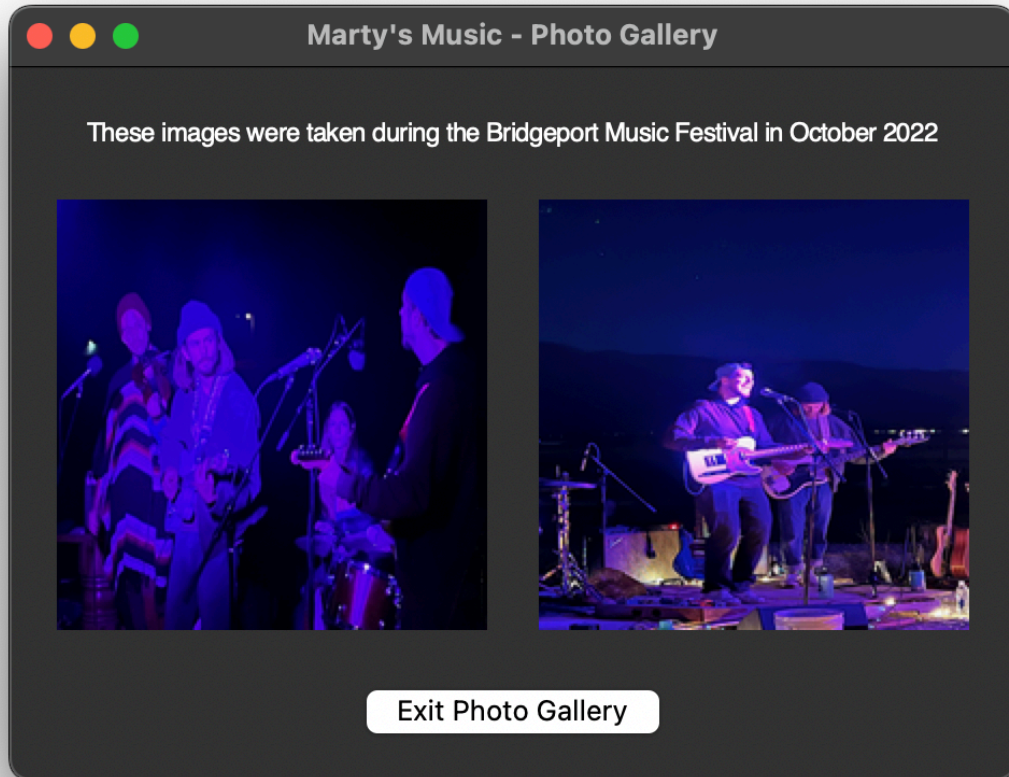 Marty's Music - Photo Gallery
These images were taken during the Bridgeport Music Festival in October 2022
Exit Photo Gallery